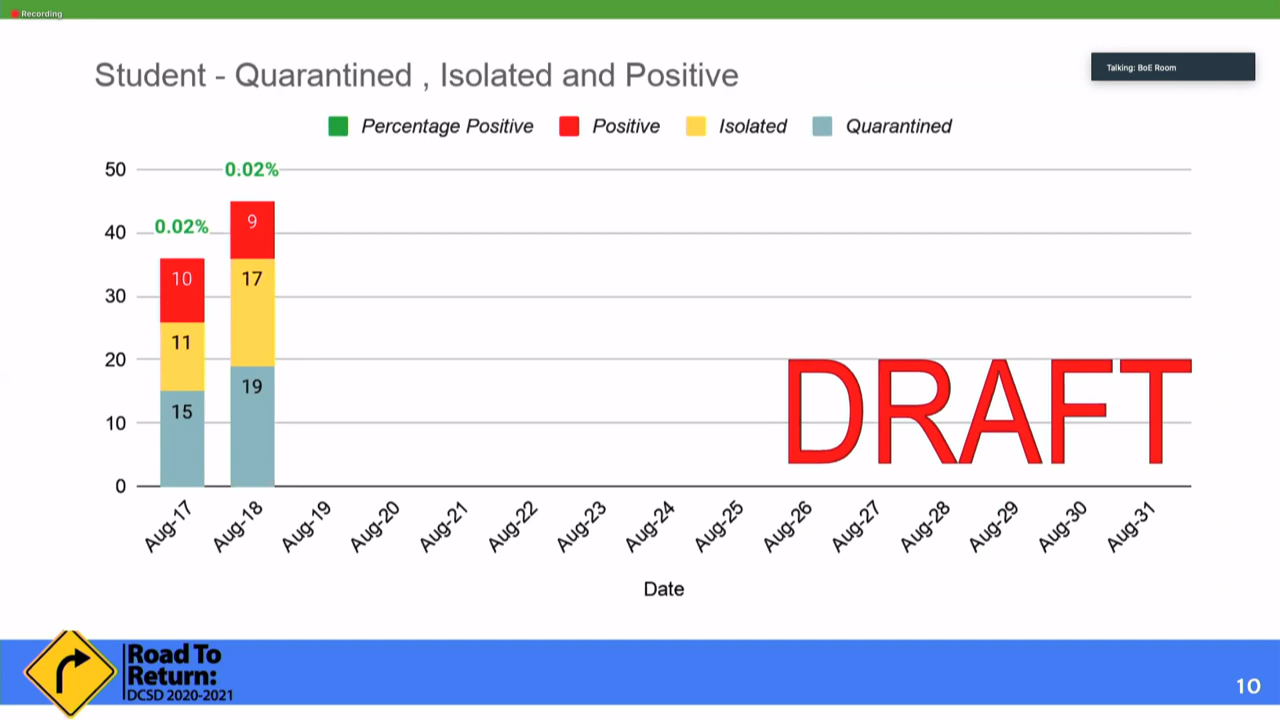 Recording
Student - Quarantined , Isolated and Positive
Talking: BoE Room
Percentage Positive Positive Isolated Quarantined
50
40
30
20
10
0
0.02%
10
11
15
0.02%
9
17
19
DRAFT
Aug-17 Aug-18 Aug-19 Aug-20 Aug-21 Aug-22 Aug-23 Aug-24 Aug-25 Aug-26 Aug-27 Aug-28 Aug-29 Aug-30 Aug-31
Date
Road To
Return:
DCSD 2020-2021
10